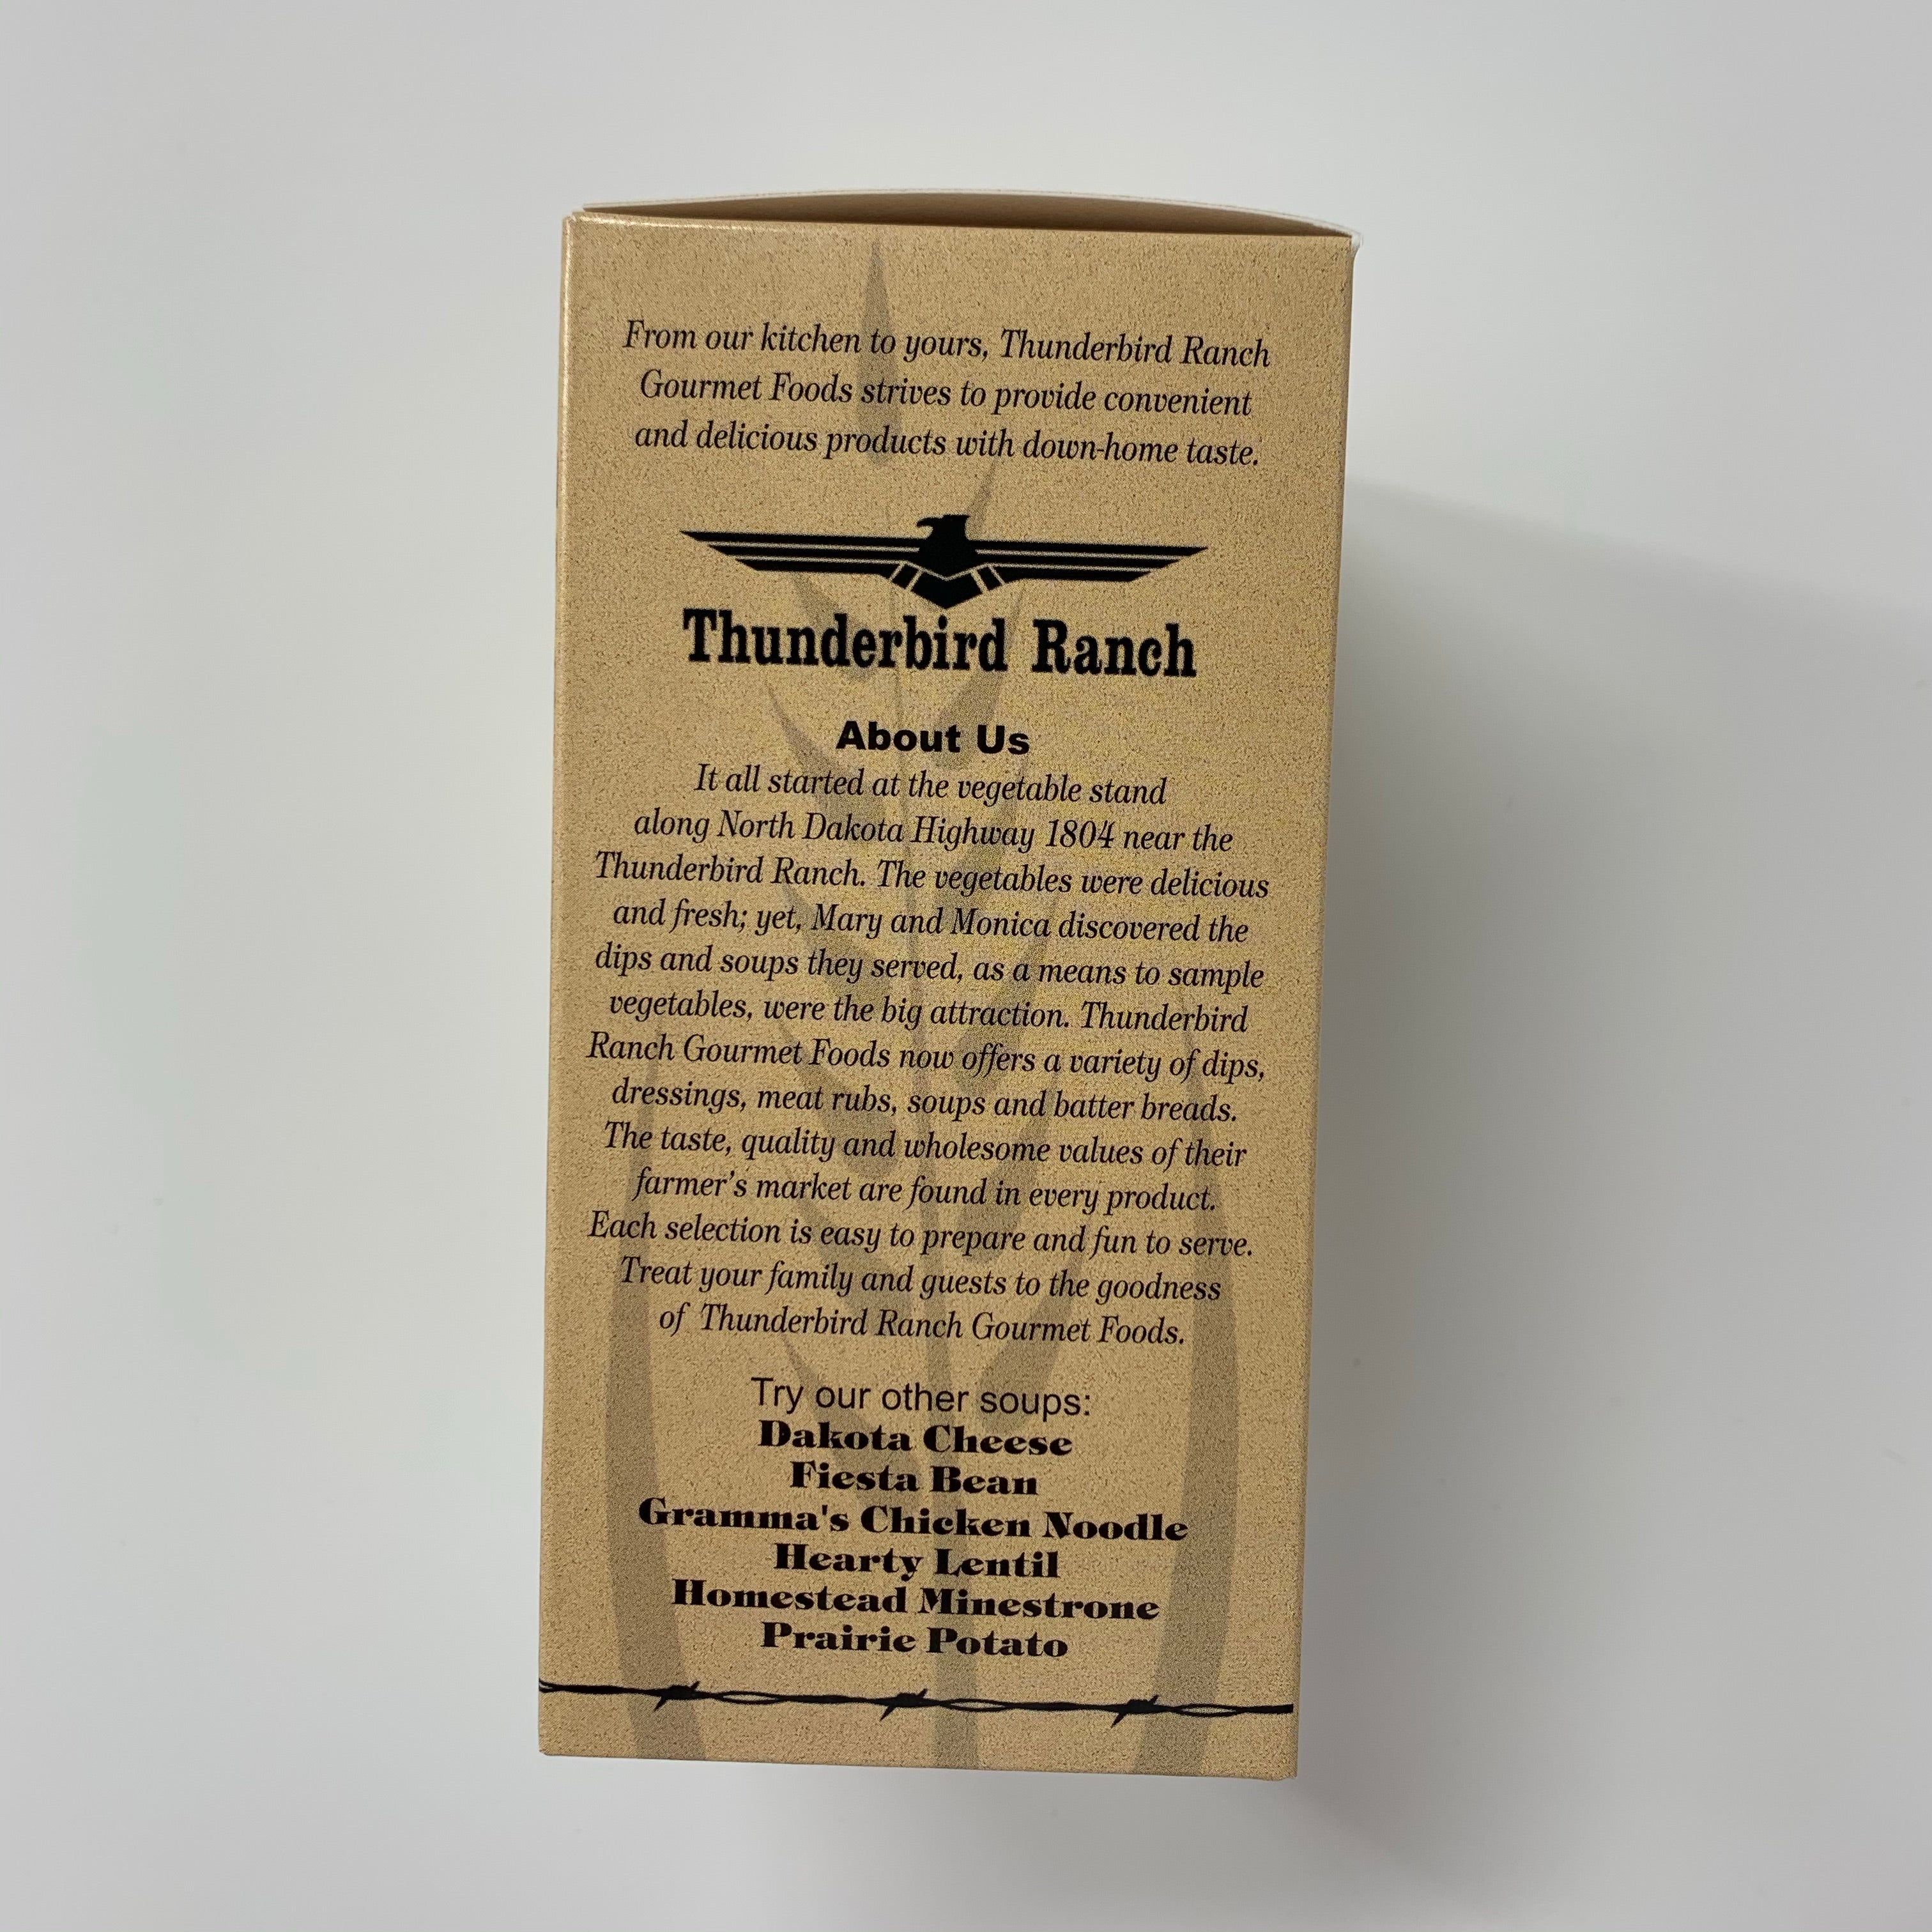 From our kitchen to yours, Thunderbird Ranch
Gourmet Foods strives to provide convenient
and delicious products with down-home taste.
Thunderbird Ranch
About Us
It all started at the vegetable stand
along North Dakota Highway 1804 near the
Thunderbird Ranch. The vegetables were delicious
and fresh; yet, Mary and Monica discovered the
dips and soups they served, as a means to sample
vegetables, were the big attraction. Thunderbird
Ranch Gourmet Foods now offers a variety of dips,
dressings, meat rubs, soups and batter breads.
The taste, quality and wholesome values of their
farmer's market are found in every product.
Each selection is easy to prepare and fun to serve.
Treat your family and guests to the goodness
of Thunderbird Ranch Gourmet Foods.
Try our other soups:
Dakota Cheese
Fiesta Bean
Gramma's Chicken Noodle
Hearty Lentil
Homestead Minestrone
Prairie Potato